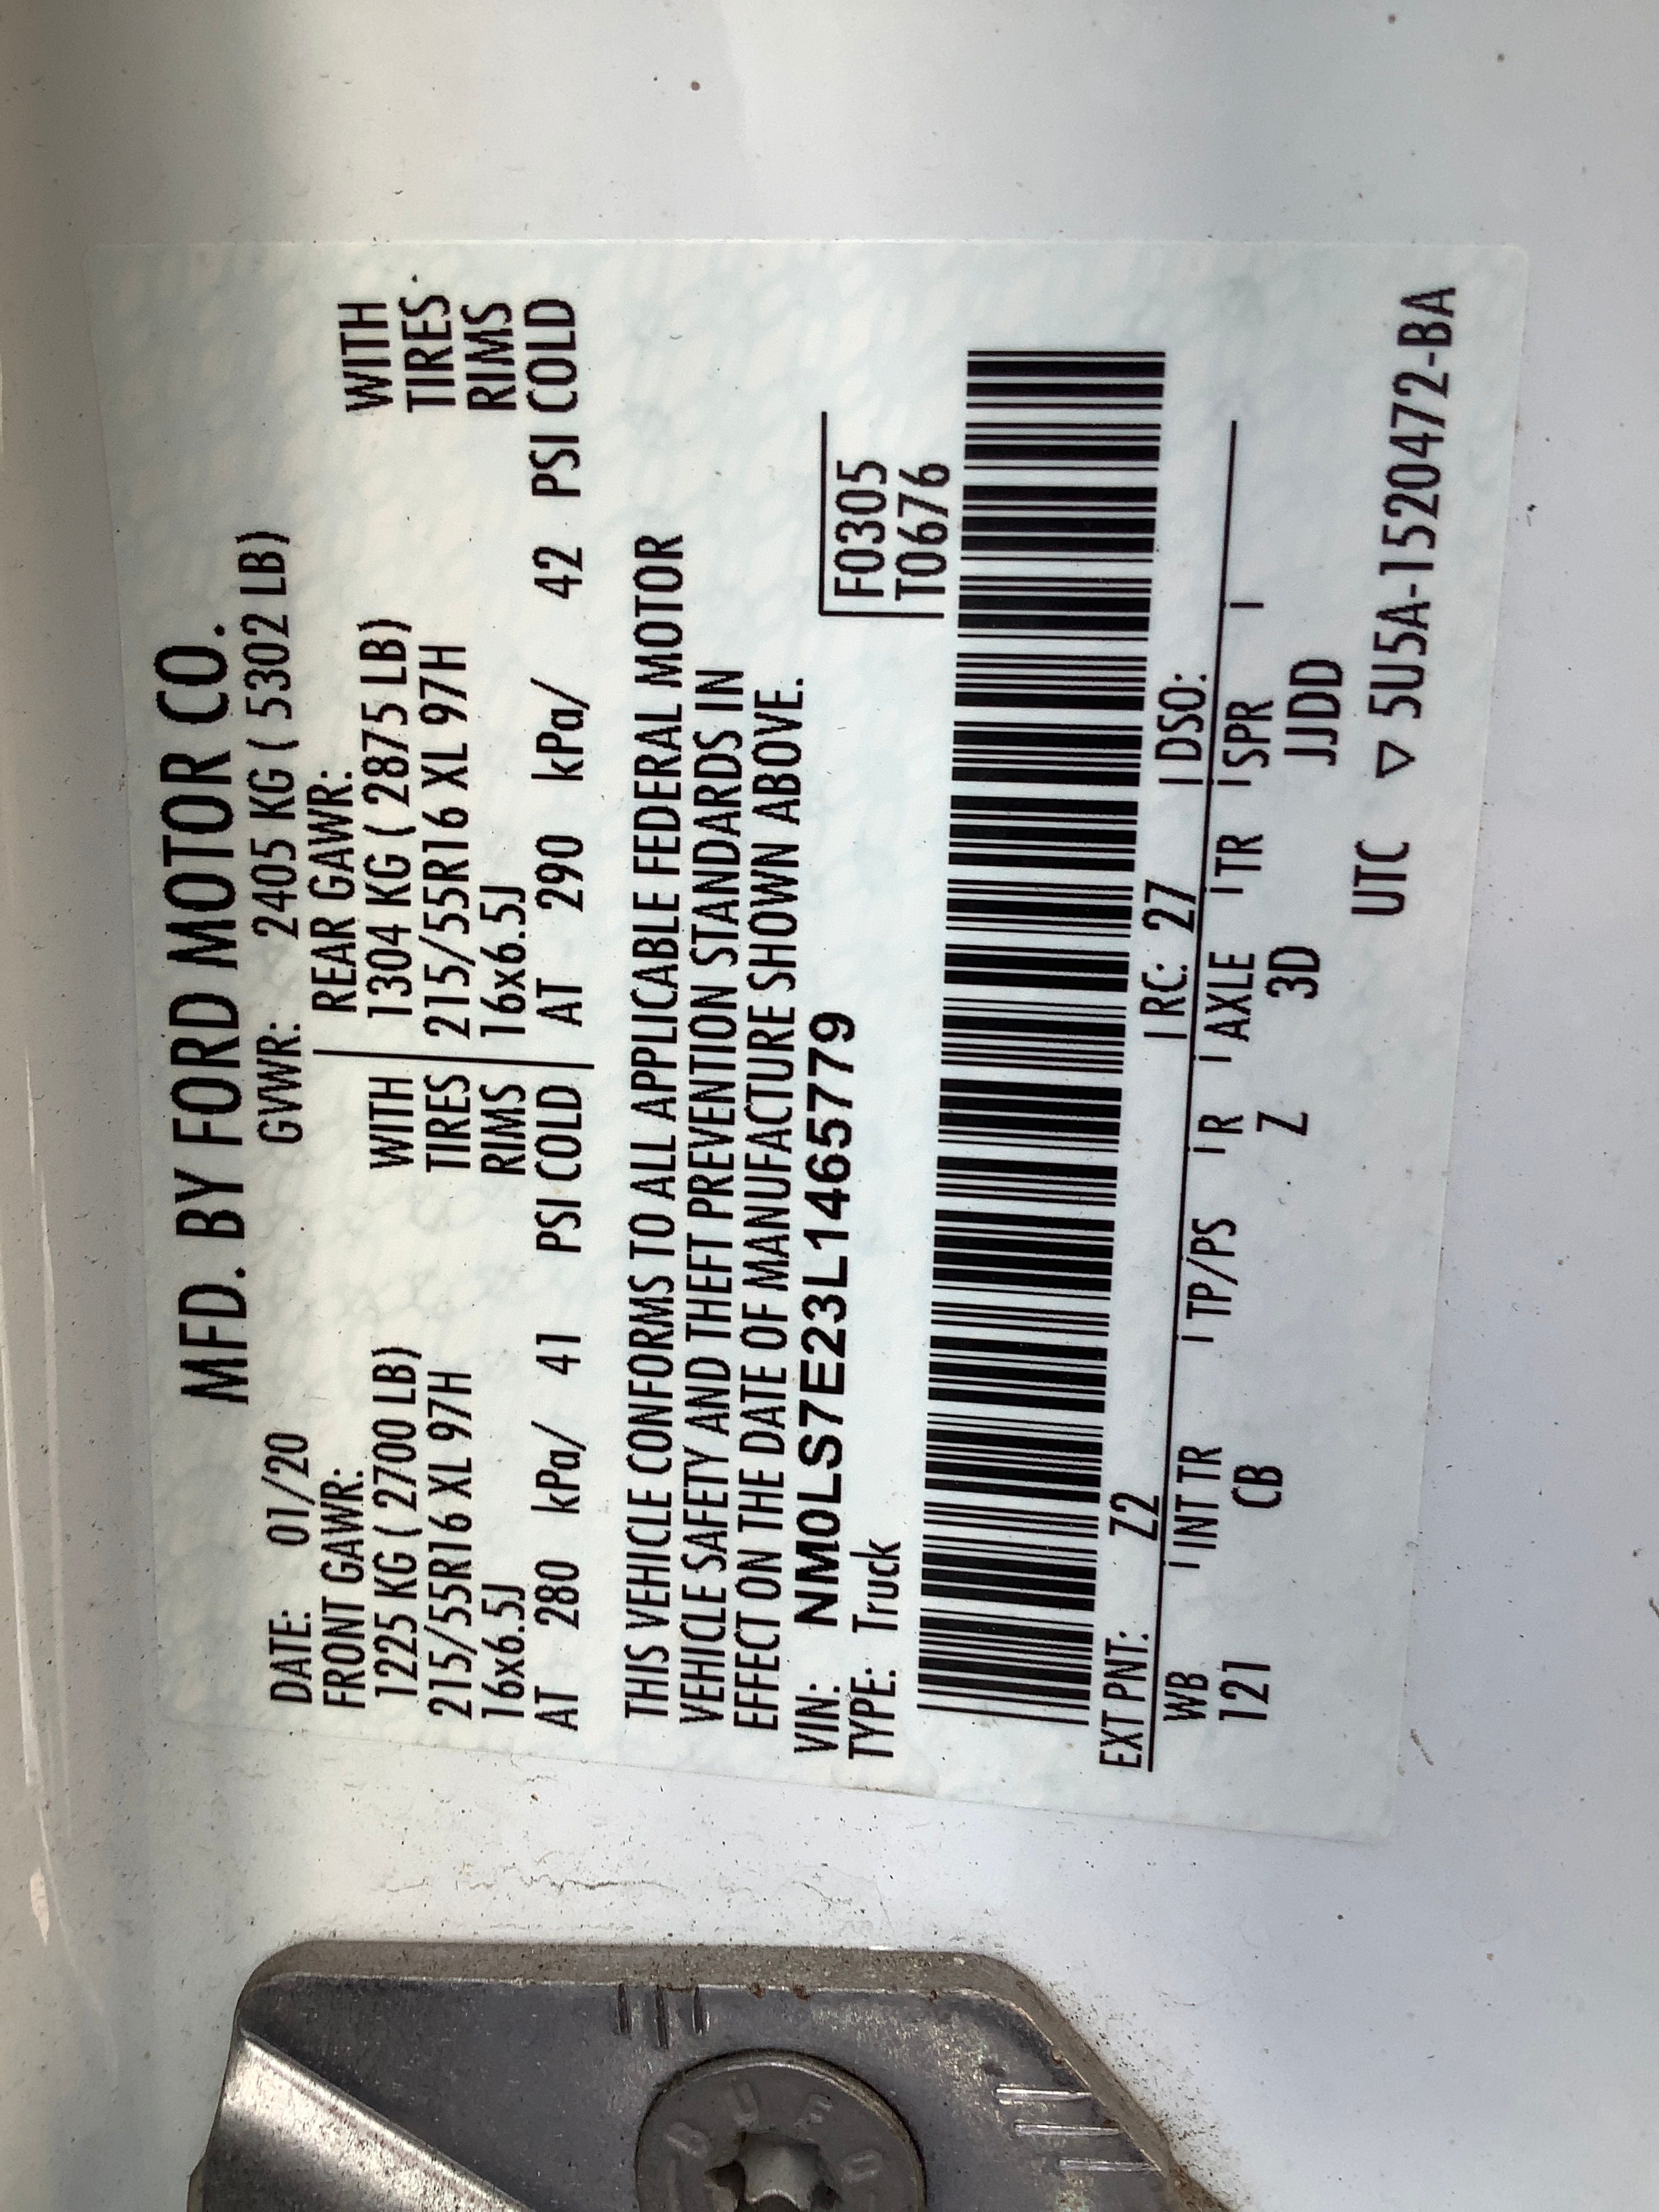 MFD. BY FORD MOTOR CO.
DATE: 01/20 GVWR: 2405 KG ( 5302 LB)
FRONT GAWR: REAR GAWR:
1225 KG ( 2700 LB) WITH 1304 KG ( 2875 LB) WITH
215/55R16 XL 97H TIRES 215/55R16 XL 97H TIRES
16x6.5J RIMS 16x6.5J RIMS
AT 280 kPa/ 41 PSI COLD AT 290 kPa/ 42 PSI COLD
THIS VEHICLE CONFORMS TO ALL APPLICABLE FEDERAL MOTOR
VEHICLE SAFETY AND THEFT PREVENTION STANDARDS IN
EFFECT ON THE DATE OF MANUFACTURE SHOWN ABOVE.
VIN: NM0LS7E23L1465779 F0305
TYPE: Truck T0676
EXT PNT: Z2 RC: 27 DSO:
WB INT TR TP/PS R AXLE TR SPR
121 CB Z 3D JJDD
UTC ▽ 5U5A-1520472-BA
BUFO